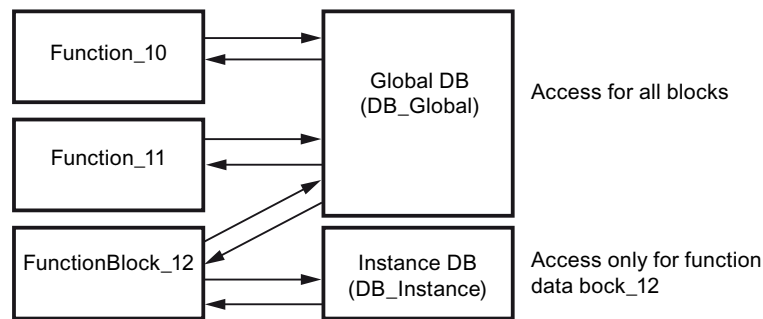 Function_10
Global DB
(DB_Global)
Access for all blocks
Function_11
FunctionBlock_12
Instance DB
(DB_Instance)
Access only for function
data bock_12